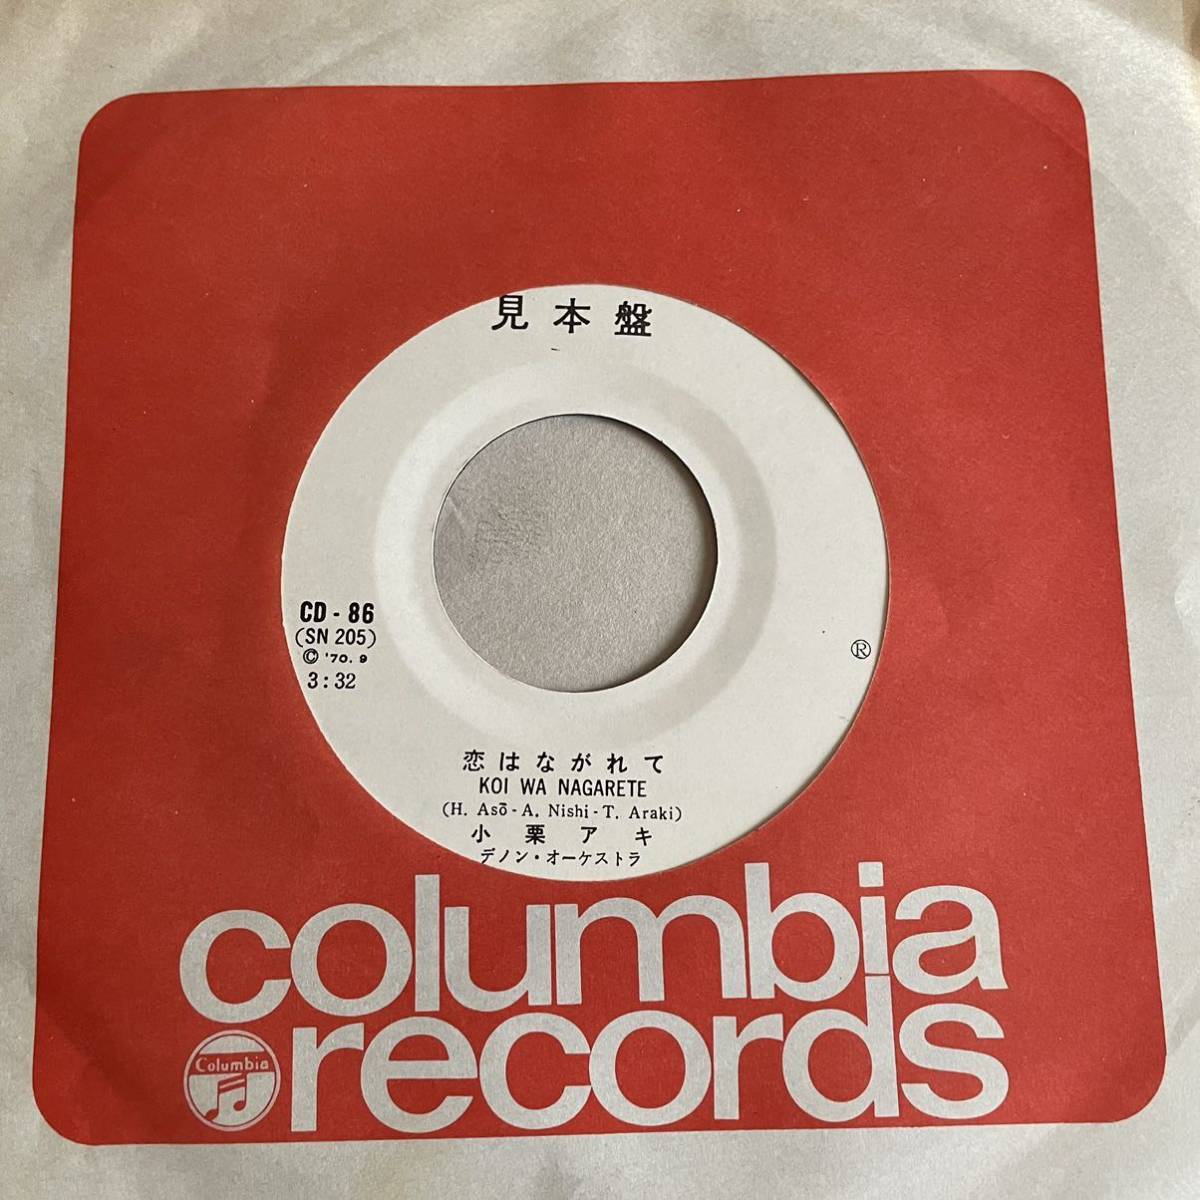 見本盤
CD - 86
(SN 205)
© '70. 9
3 : 32
®
恋はながれて
KOI WA NAGARETE
(H. Asō - A. Nishi - T. Araki)
小栗アキ
デノン・オーケストラ
columbia
records
Columbia